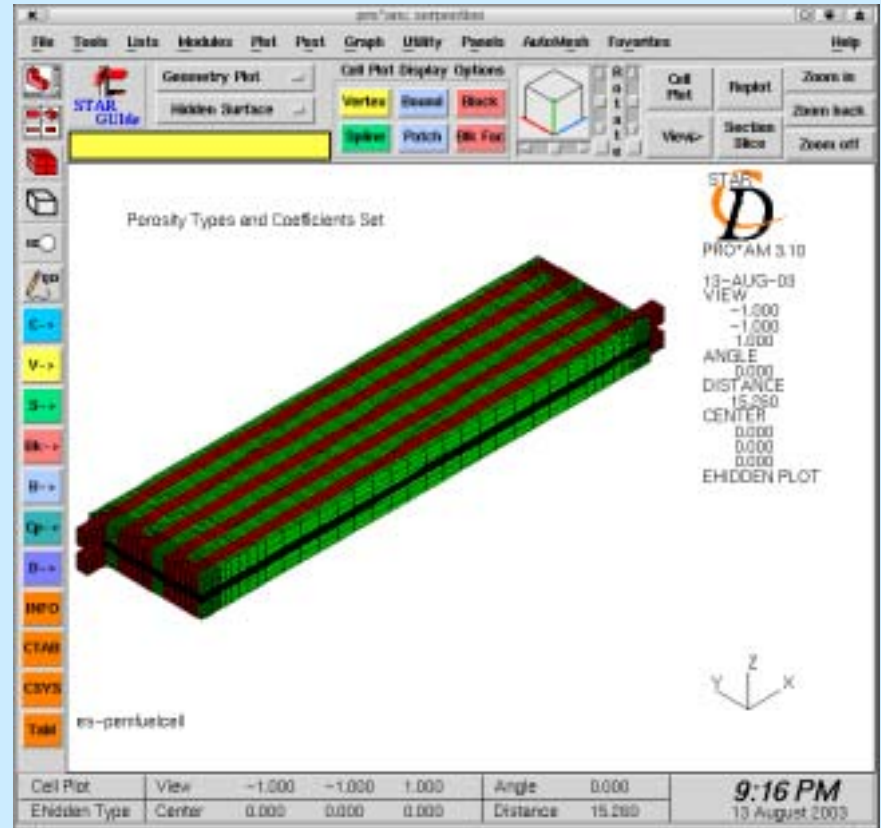 pro*am: serpentine
File Tools Lists Modules Plot Post Graph Utility Panels AutoMesh Favorites Help
STAR
GUIde
Geometry Plot
Hidden Surface
Cell Plot Display Options
Vertex Bound Block
Spline Patch Blk Fac
Rotate
Cell
Plot
View->
Replot
Section
Slice
Zoom in
Zoom back
Zoom off
C->
V->
S->
Bk->
B->
Cp->
D->
INFO
CTAB
CSYS
Tabl
Porosity Types and Coefficients Set
STAR
CD
PRO*AM 3.10
13-AUG-03
VIEW
-1.000
-1.000
1.000
ANGLE
0.000
DISTANCE
15.260
CENTER
0.000
0.000
0.000
EHIDDEN PLOT
Z
Y X
es-pemfuelcell
Cell Plot View -1.000 -1.000 1.000 Angle 0.000
Ehidden Type Center 0.000 0.000 0.000 Distance 15.260
9:16 PM
13 August 2003